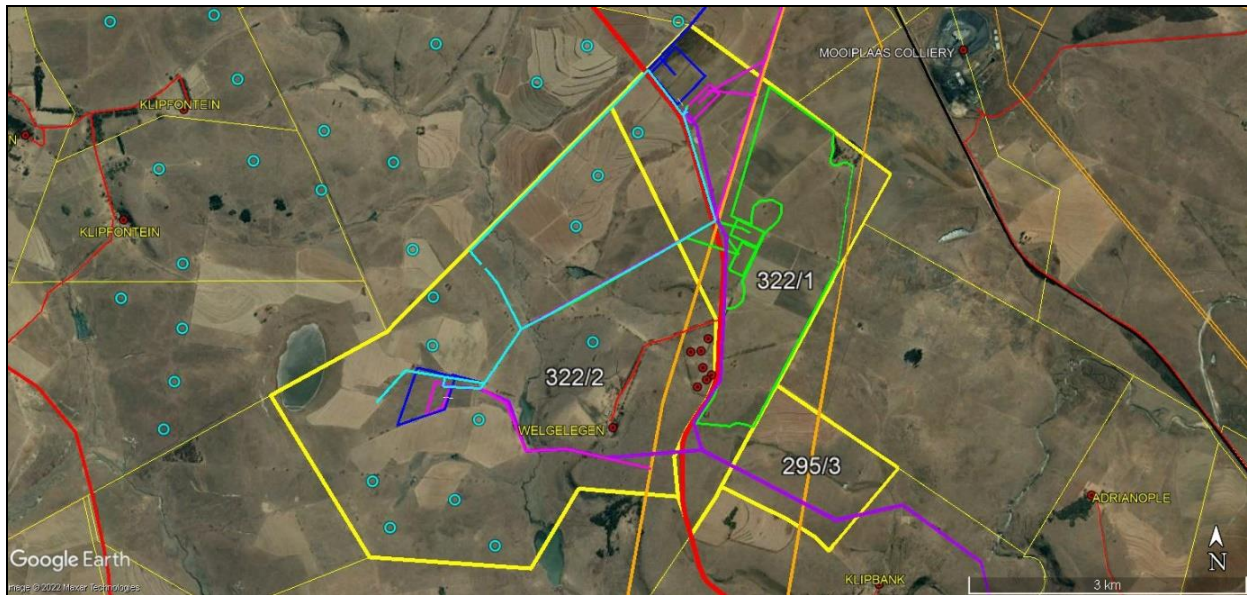 MOOIPLAAS COLLIERY
KLIPFONTEIN
N
KLIPFONTEIN
322/1
322/2
WELGELEGEN
295/3
ADRIANOPLE
KLIPBANK
N
3 km
Google Earth
Image © 2022 Maxar Technologies